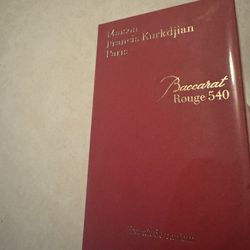 Maison
Francis Kurkdjian
Paris
Baccarat
Rouge 540